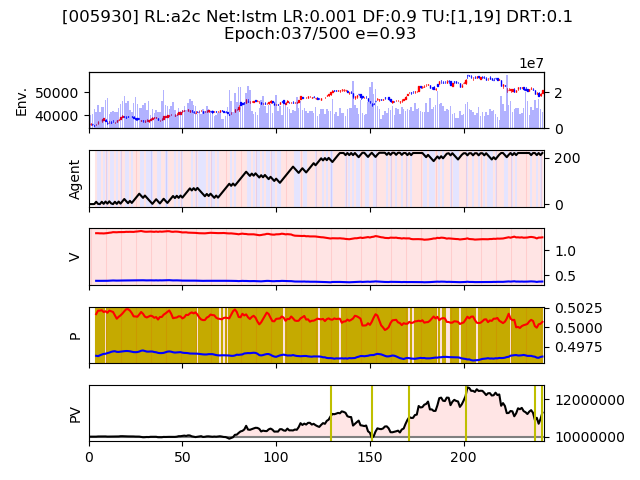 [005930] RL:a2c Net:lstm LR:0.001 DF:0.9 TU:[1,19] DRT:0.1
Epoch:037/500 e=0.93
1e7
Env.
50000
40000
2
0
Agent
200
0
V
1.0
0.5
P
0.5025
0.5000
0.4975
PV
12000000
10000000
0
50
100
150
200